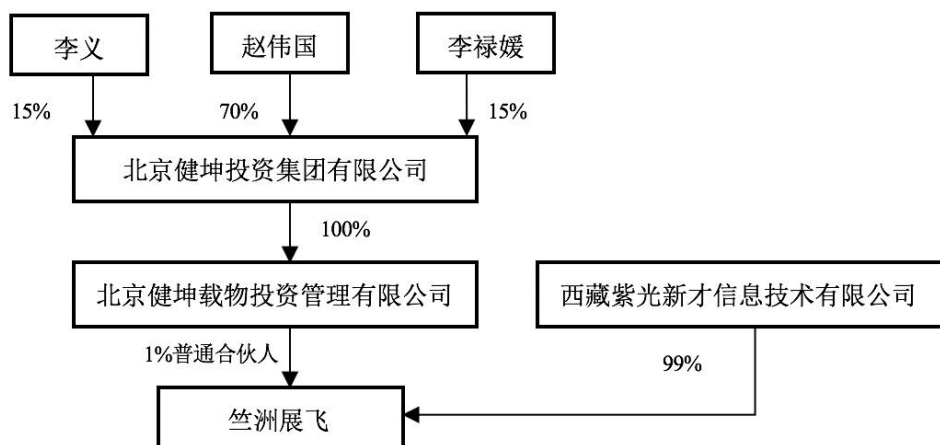 李义
赵伟国
李禄媛
15%
70%
15%
北京健坤投资集团有限公司
100%
北京健坤载物投资管理有限公司
西藏紫光新才信息技术有限公司
1%普通合伙人
99%
竺洲展飞